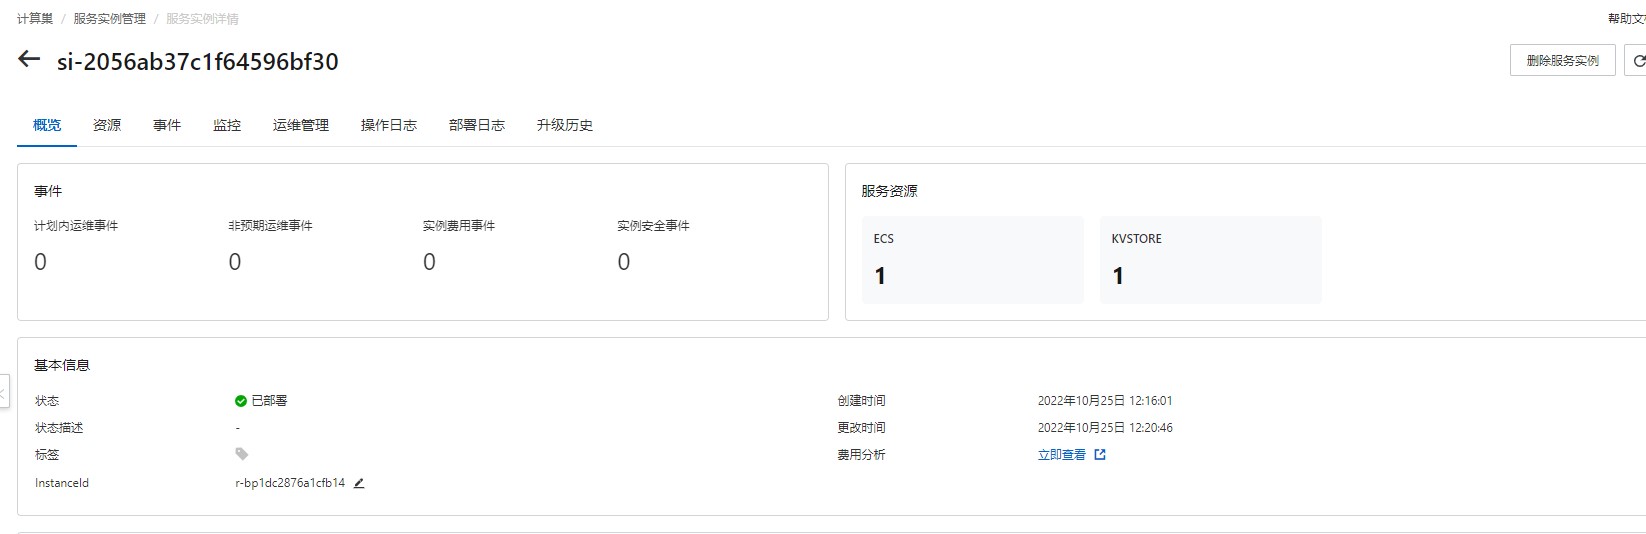 计算巢 / 服务实例管理 / 服务实例详情
帮助文
si-2056ab37c1f64596bf30
删除服务实例
概览 资源 事件 监控 运维管理 操作日志 部署日志 升级历史
事件
计划内运维事件 非预期运维事件 实例费用事件 实例安全事件
0 0 0 0
服务资源
ECS KVSTORE
1 1
基本信息
状态 已部署 创建时间 2022年10月25日 12:16:01
状态描述 - 更改时间 2022年10月25日 12:20:46
标签 费用分析 立即查看
InstanceId r-bp1dc2876a1cfb14